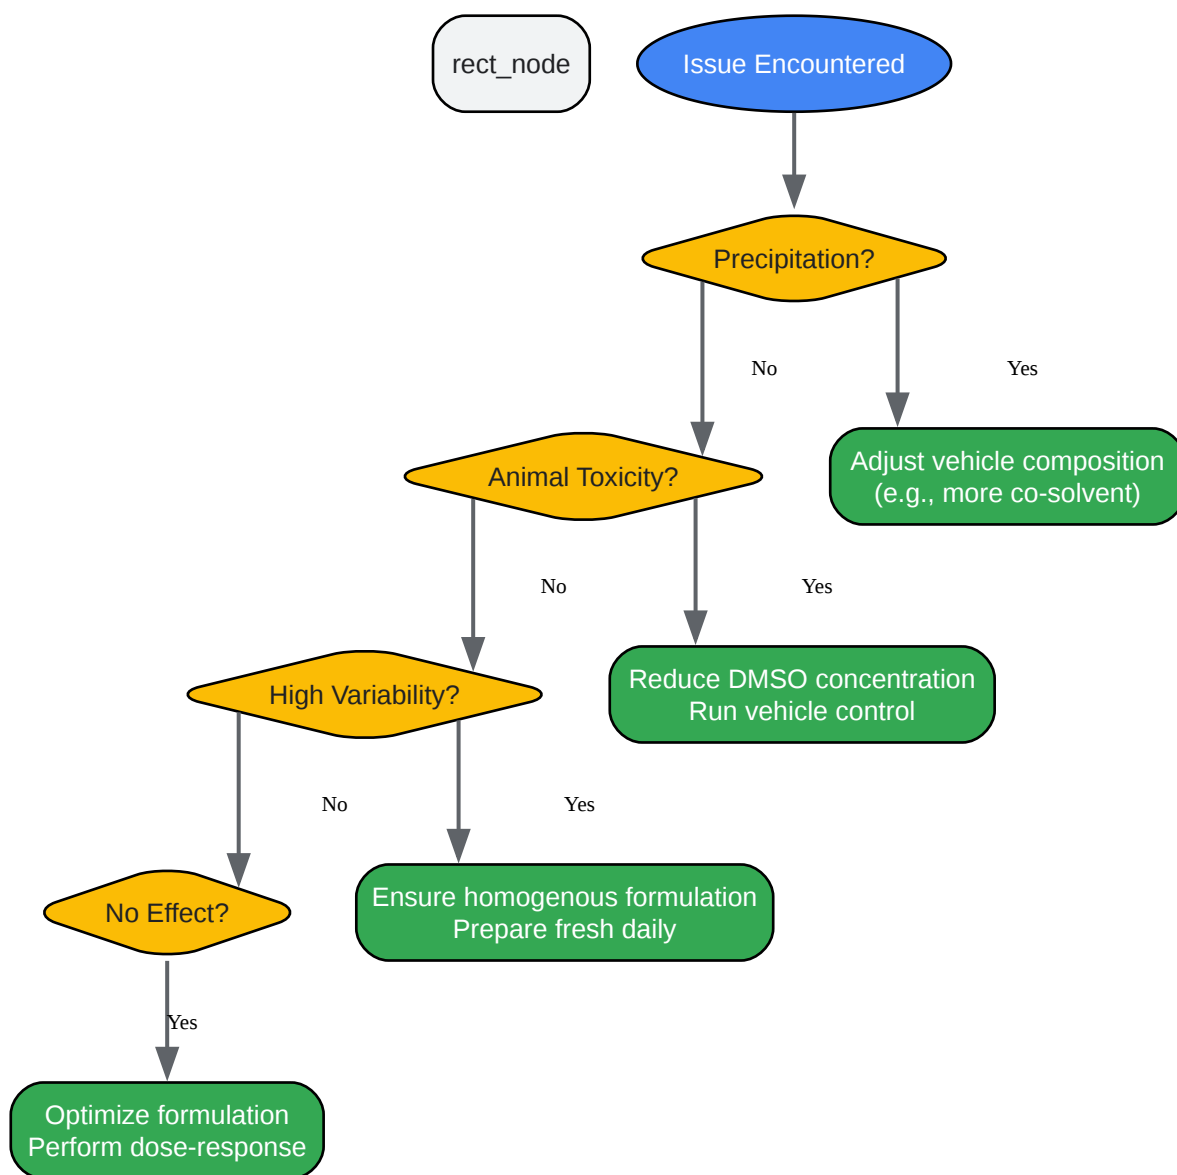 rect_node
Issue Encountered
Precipitation?
No
Yes
Adjust vehicle composition
(e.g., more co-solvent)
Animal Toxicity?
No
Yes
Reduce DMSO concentration
Run vehicle control
High Variability?
No
Yes
Ensure homogenous formulation
Prepare fresh daily
No Effect?
Yes
Optimize formulation
Perform dose-response